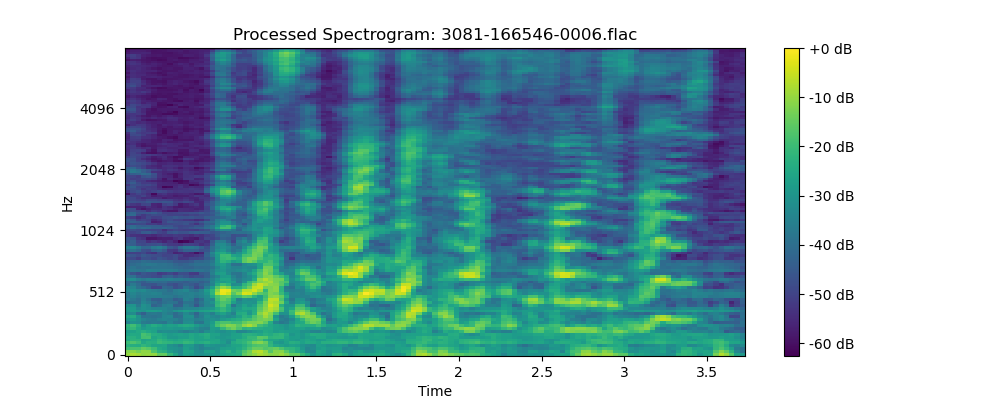 Processed Spectrogram: 3081-166546-0006.flac
+0 dB
4096
-10 dB
-20 dB
2048
-30 dB
Hz
1024
-40 dB
512
-50 dB
0
-60 dB
0 0.5 1 1.5 2 2.5 3 3.5
Time